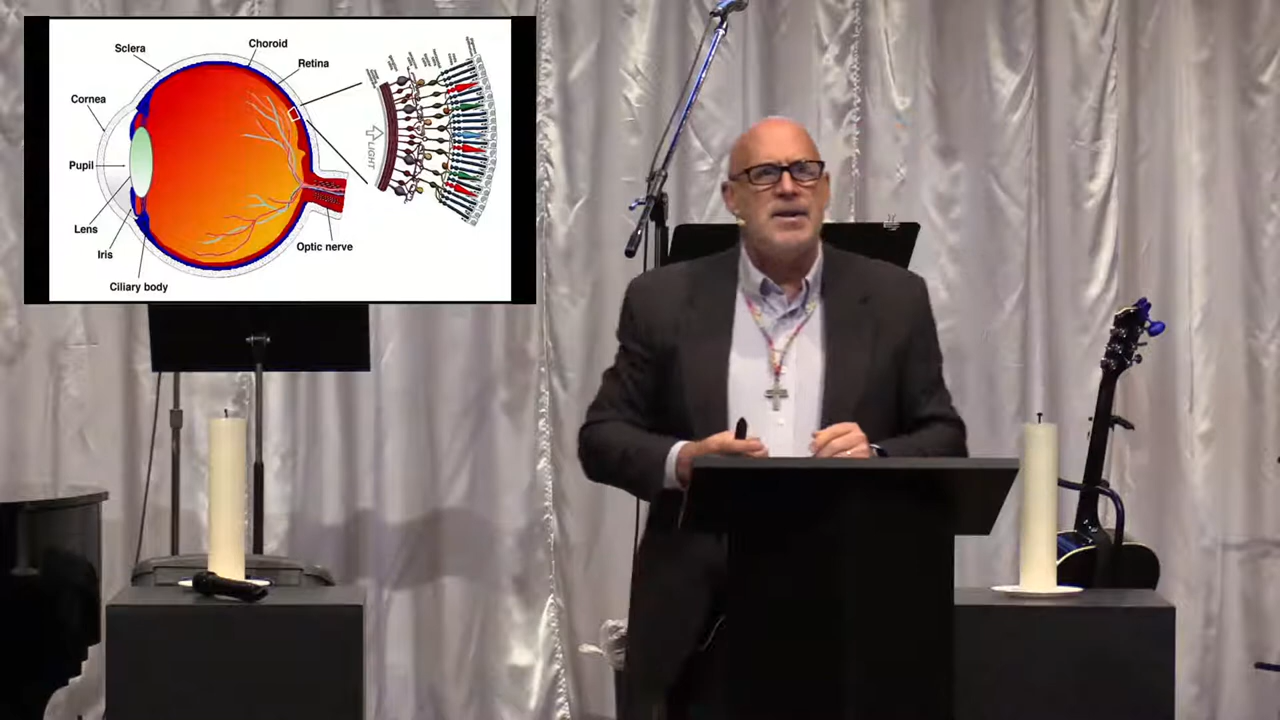 Choroid
Sclera
Retina
Cornea
LIGHT
Pupil
Lens
Optic nerve
Iris
Ciliary body